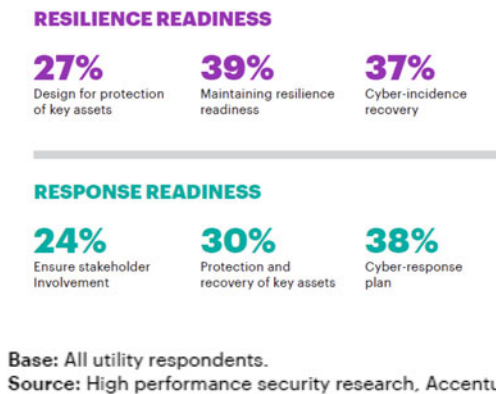 RESILIENCE READINESS
27% 39% 37%
Design for protection Maintaining resilience Cyber-incidence
of key assets readiness recovery
RESPONSE READINESS
24% 30% 38%
Ensure stakeholder Protection and Cyber-response
Involvement recovery of key assets plan
Base: All utility respondents.
Source: High performance security research, Accentu